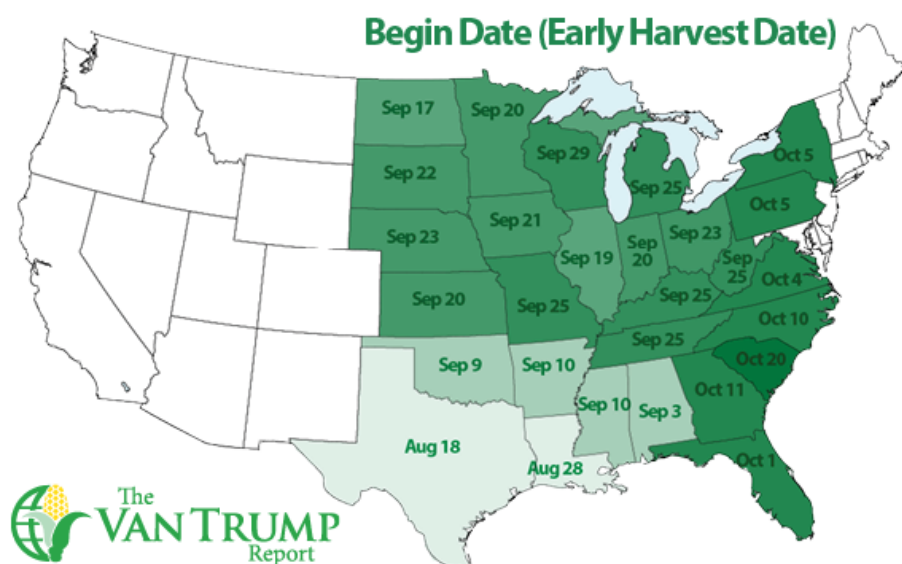 Begin Date (Early Harvest Date)
Sep 17
Sep 20
Sep 29
Oct 5
Sep 22
Sep 25
Oct 5
Sep 23
Sep 21
Sep 19
Sep
20
Sep 23
Sep
25
Oct 4
Sep 20
Sep 25
Sep 25
Oct 10
Sep 25
Sep 9
Sep 10
Oct 20
Sep 10
Sep 3
Oct 11
Aug 18
Aug 28
Oct 1
The
VAN TRUMP
Report